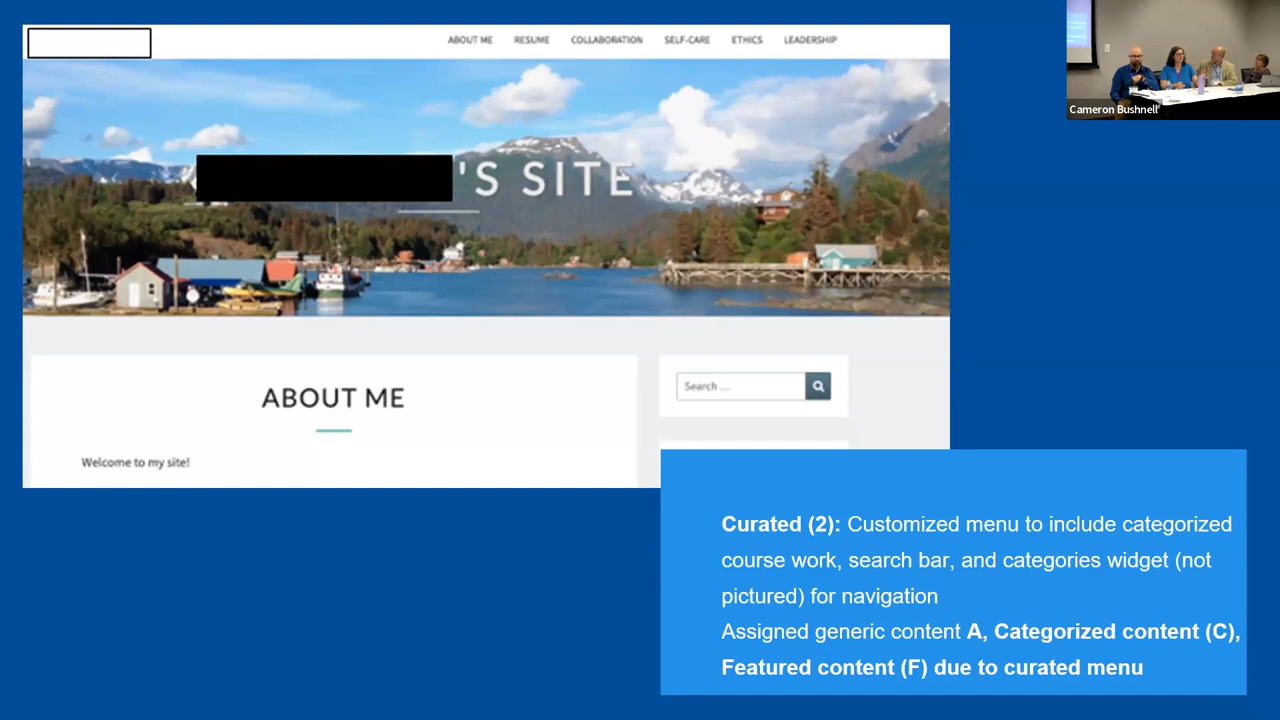 ABOUT ME RESUME COLLABORATION SELF-CARE ETHICS LEADERSHIP
'S SITE
ABOUT ME
Welcome to my site!
Search ...
Cameron Bushnell
Curated (2): Customized menu to include categorized
course work, search bar, and categories widget (not
pictured) for navigation
Assigned generic content A, Categorized content (C),
Featured content (F) due to curated menu